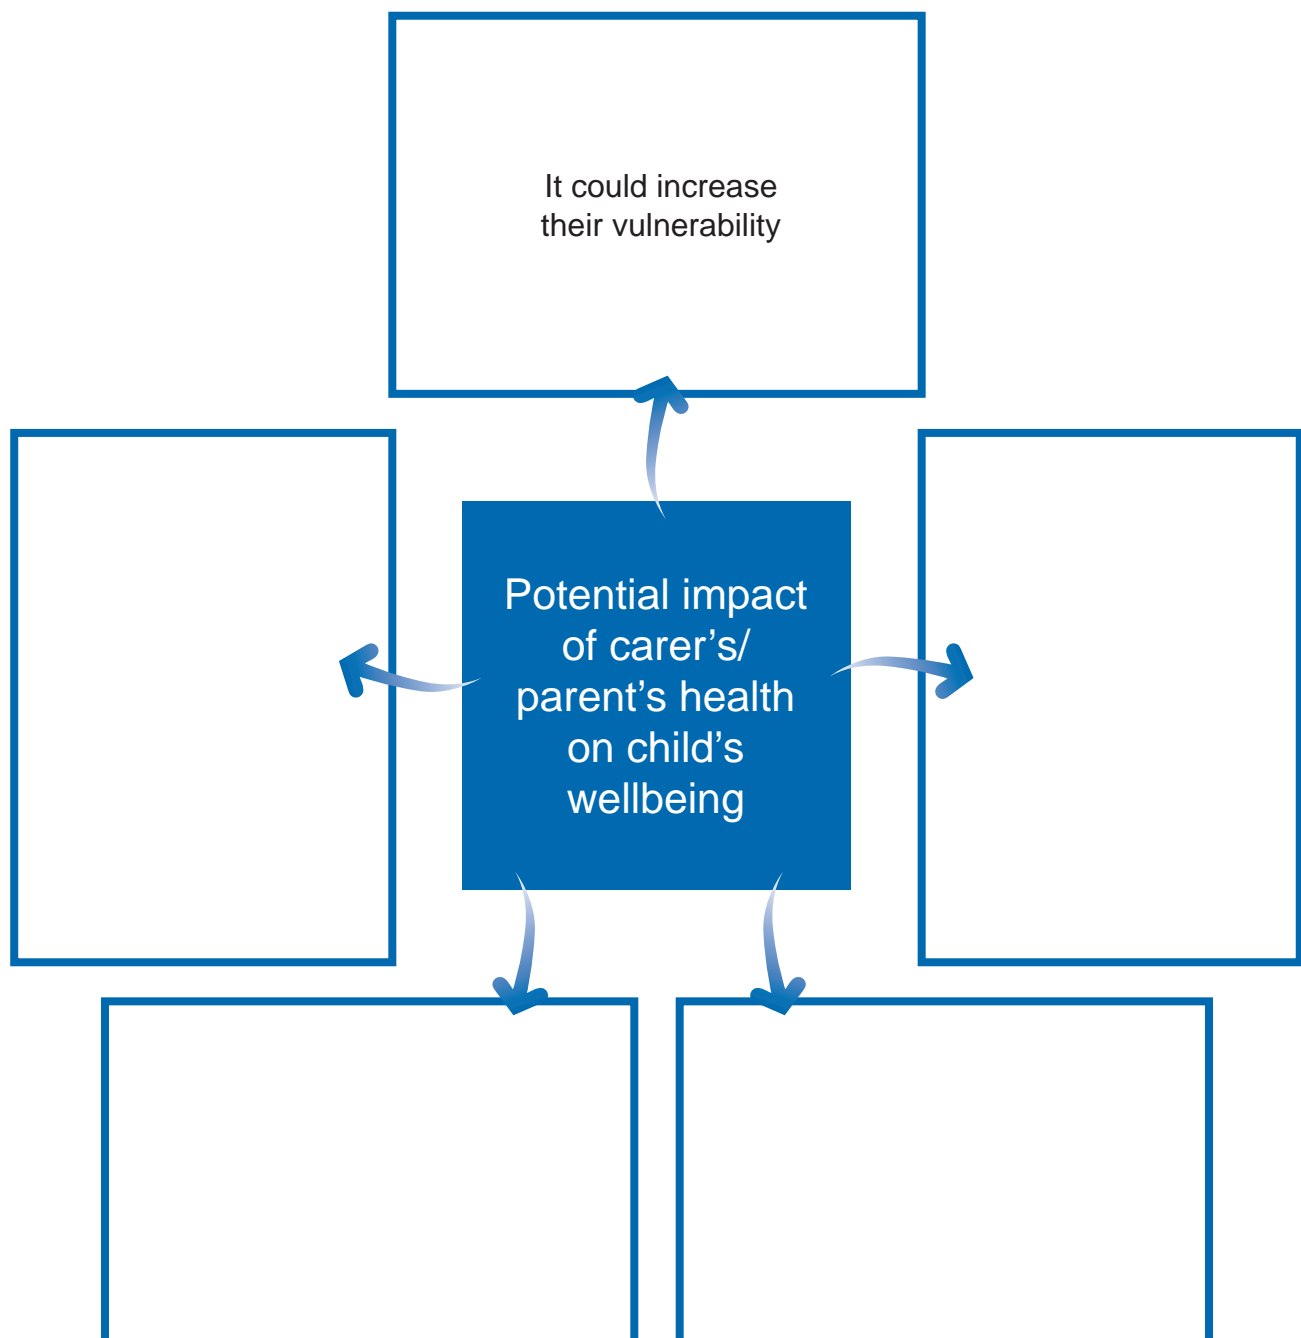 It could increase
their vulnerability
Potential impact
of carer’s/
parent’s health
on child’s
wellbeing